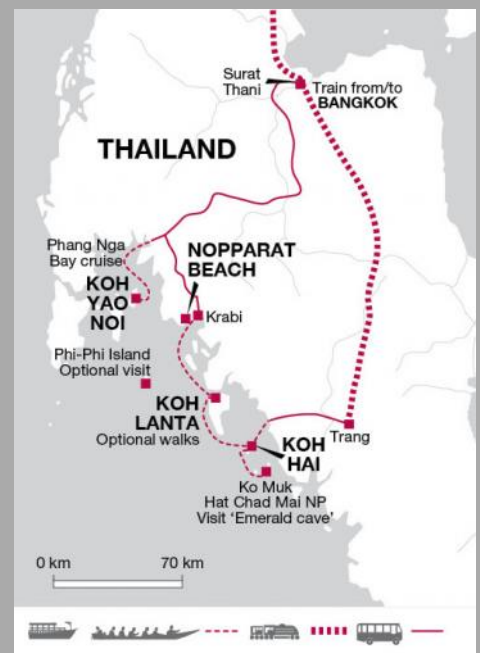 Surat
Thani
Train from/to
BANGKOK
THAILAND
Phang Nga
Bay cruise
NOPPARAT
BEACH
KOH
YAO
NOI
Krabi
Phi-Phi Island
Optional visit
KOH
LANTA
Optional walks
Trang
KOH
HAI
Ko Muk
Hat Chad Mai NP
Visit ‘Emerald cave’
0 km
70 km